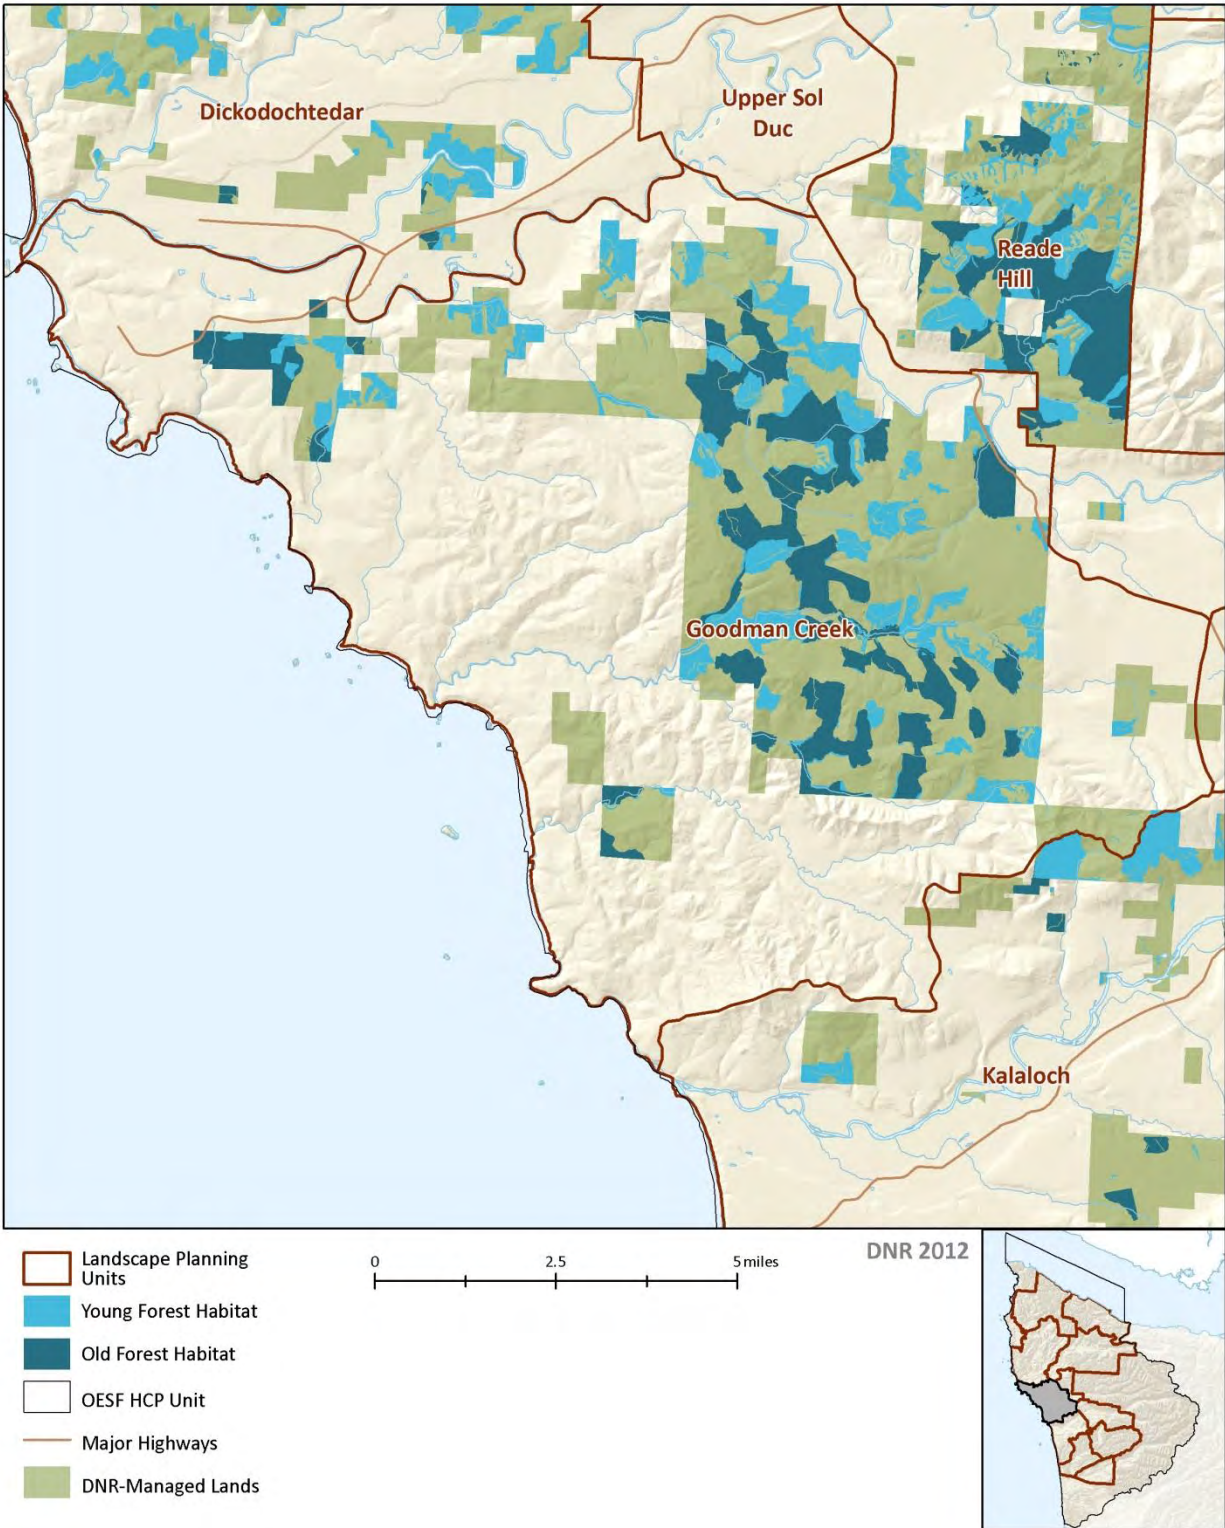 Dickodochtedar
Upper Sol
Duc
Reade
Hill
Goodman Creek
Kalaloch
Landscape Planning
Units
Young Forest Habitat
Old Forest Habitat
OESF HCP Unit
Major Highways
DNR-Managed Lands
0 2.5 5 miles
DNR 2012